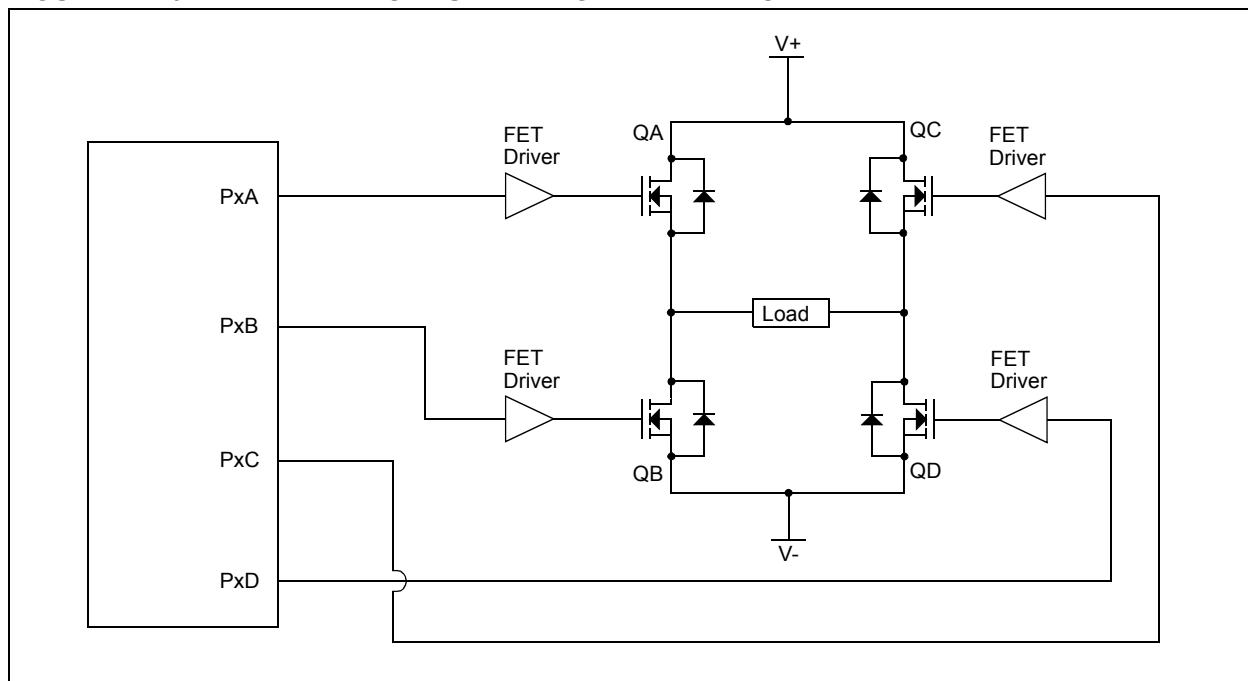 V+
FET
Driver
QA
QC
FET
Driver
PxA
PxB
Load
FET
Driver
FET
Driver
PxC
QB
QD
V-
PxD